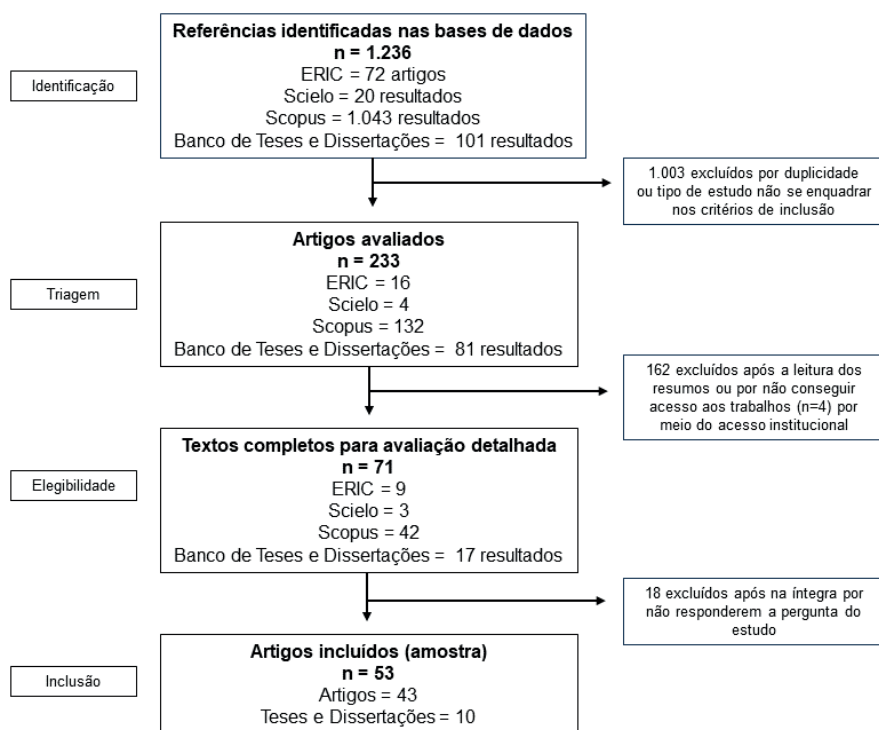 Identificação
Referências identificadas nas bases de dados
n = 1.236
ERIC = 72 artigos
Scielo = 20 resultados
Scopus = 1.043 resultados
Banco de Teses e Dissertações = 101 resultados
1.003 excluídos por duplicidade
ou tipo de estudo não se enquadrar
nos critérios de inclusão
Triagem
Artigos avaliados
n = 233
ERIC = 16
Scielo = 4
Scopus = 132
Banco de Teses e Dissertações = 81 resultados
162 excluídos após a leitura dos
resumos ou por não conseguir
acesso aos trabalhos (n=4) por
meio do acesso institucional
Elegibilidade
Textos completos para avaliação detalhada
n = 71
ERIC = 9
Scielo = 3
Scopus = 42
Banco de Teses e Dissertações = 17 resultados
18 excluídos após na íntegra por
não responderem a pergunta do
estudo
Inclusão
Artigos incluídos (amostra)
n = 53
Artigos = 43
Teses e Dissertações = 10